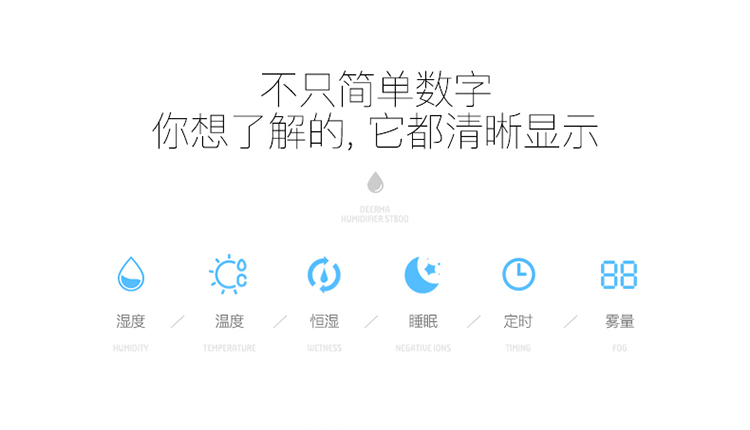 不只简单数字
你想了解的, 它都清晰显示
DEERMA
HUMIDIFIER ST800
湿度 / 温度 / 恒湿 / 睡眠 / 定时 / 雾量
HUMIDITY TEMPERATURE WETNESS NEGATIVE IONS TIMING FOG